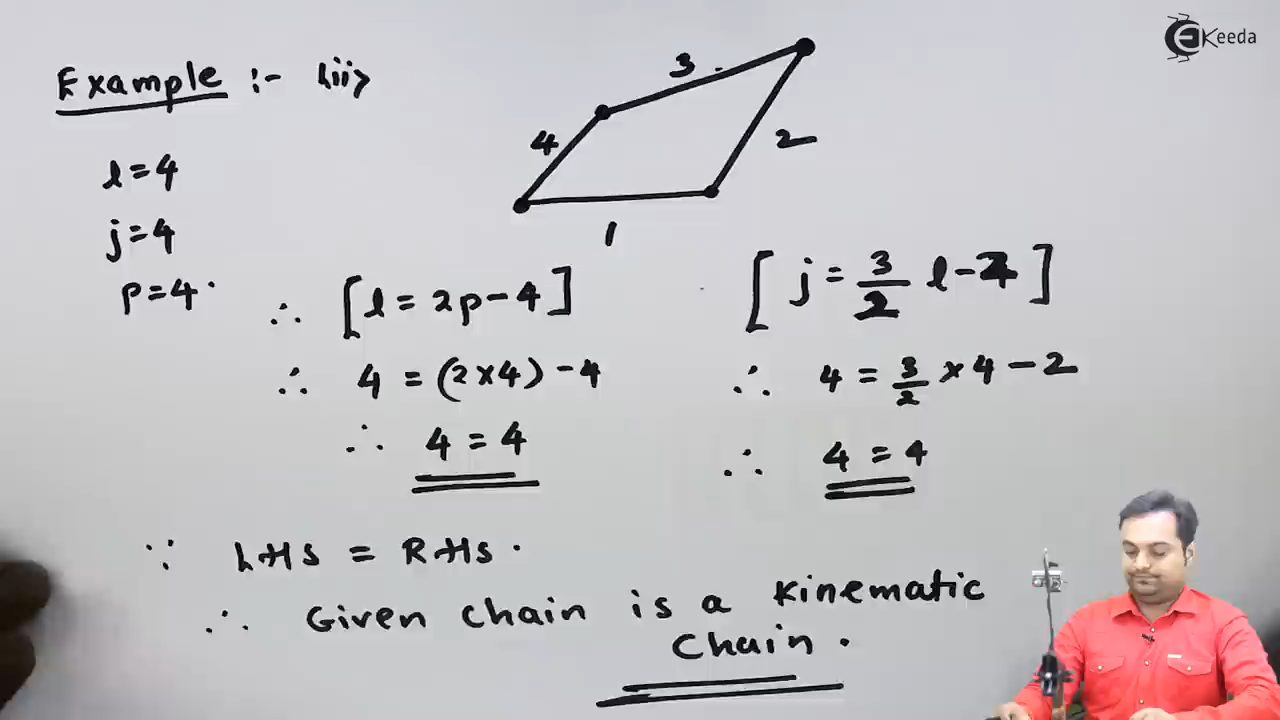 Example :- (ii)
EKeeda
3
4
2
1
l=4
j=4
p=4.
∴ [l = 2p-4]
∴ 4 = (2×4) -4
∴ 4 = 4
[j = 3/2 l - 2]
∴ 4 = 3/2 × 4 - 2
∴ 4 = 4
∵ LHS = RHS.
∴ Given chain is a kinematic
chain.